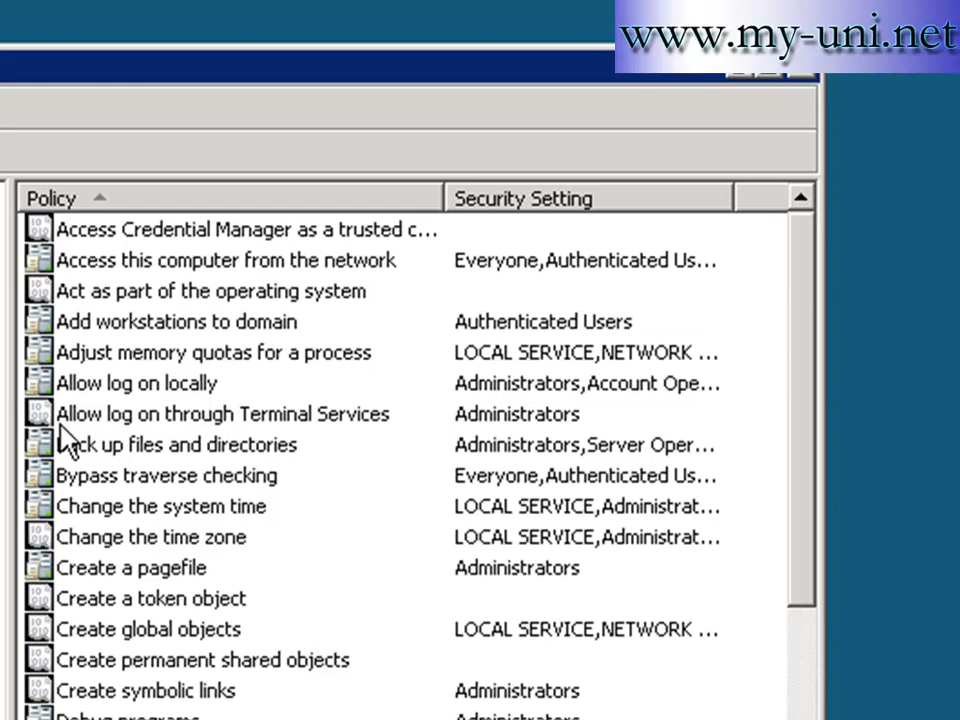 www.my-uni.net
Policy Security Setting
Access Credential Manager as a trusted c...
Access this computer from the network Everyone,Authenticated Us...
Act as part of the operating system
Add workstations to domain Authenticated Users
Adjust memory quotas for a process LOCAL SERVICE,NETWORK ...
Allow log on locally Administrators,Account Ope...
Allow log on through Terminal Services Administrators
Back up files and directories Administrators,Server Oper...
Bypass traverse checking Everyone,Authenticated Us...
Change the system time LOCAL SERVICE,Administrat...
Change the time zone LOCAL SERVICE,Administrat...
Create a pagefile Administrators
Create a token object
Create global objects LOCAL SERVICE,NETWORK ...
Create permanent shared objects
Create symbolic links Administrators
Debug programs Administrators